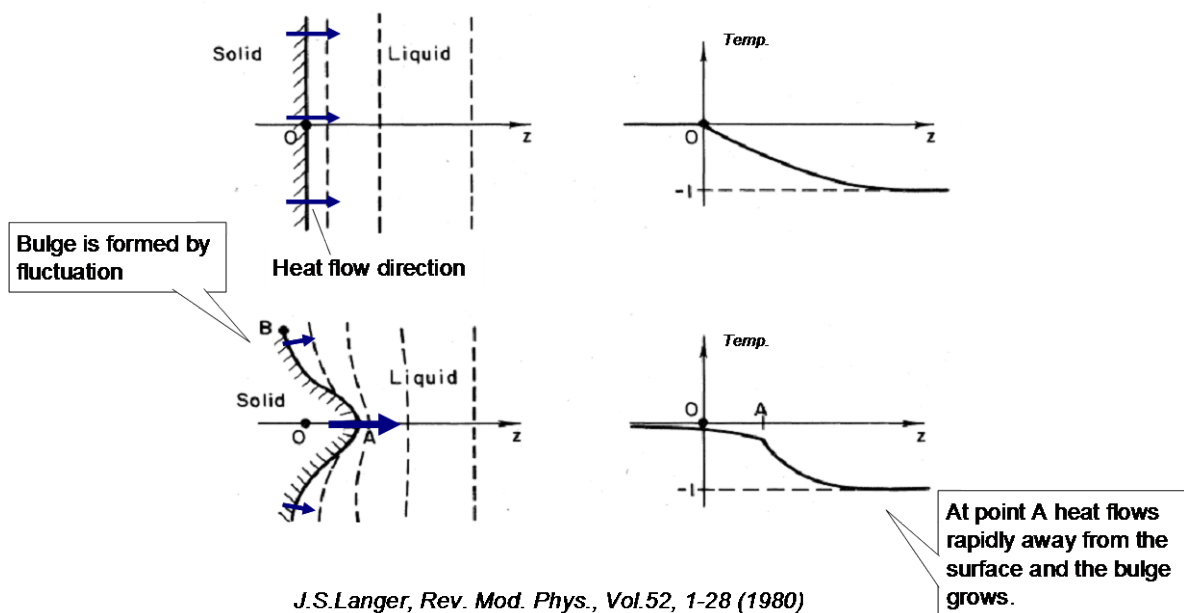 Solid
Liquid
O
z
Temp.
O
z
-1
Bulge is formed by
fluctuation
Heat flow direction
B
Liquid
Solid
O
A
z
Temp.
O
A
z
-1
At point A heat flows
rapidly away from the
surface and the bulge
grows.
J.S.Langer, Rev. Mod. Phys., Vol.52, 1-28 (1980)